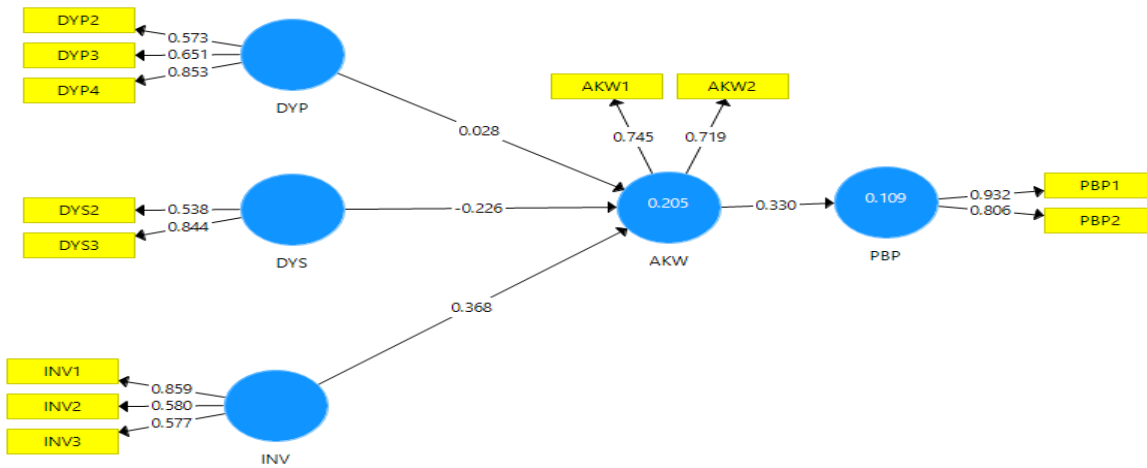 DYP2
0.573
DYP3
0.651
DYP4
0.853
DYP
0.028
AKW1
AKW2
0.745
0.719
DYS2
0.538
DYS3
0.844
DYS
-0.226
0.205
AKW
0.330
0.109
PBP
0.932
PBP1
0.806
PBP2
0.368
INV1
0.859
INV2
0.580
INV3
0.577
INV